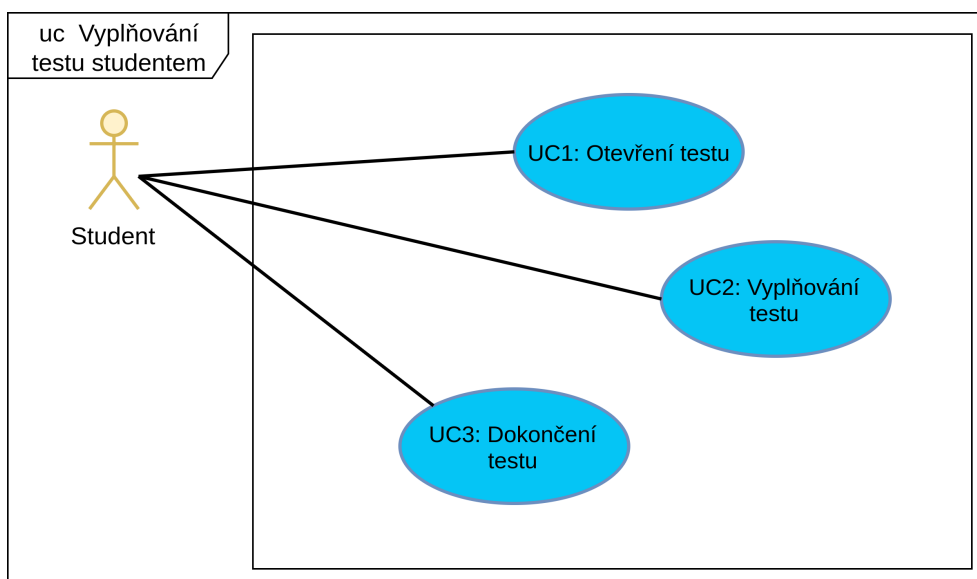 uc Vyplňování
testu studentem
UC1: Otevření testu
Student
UC2: Vyplňování
testu
UC3: Dokončení
testu